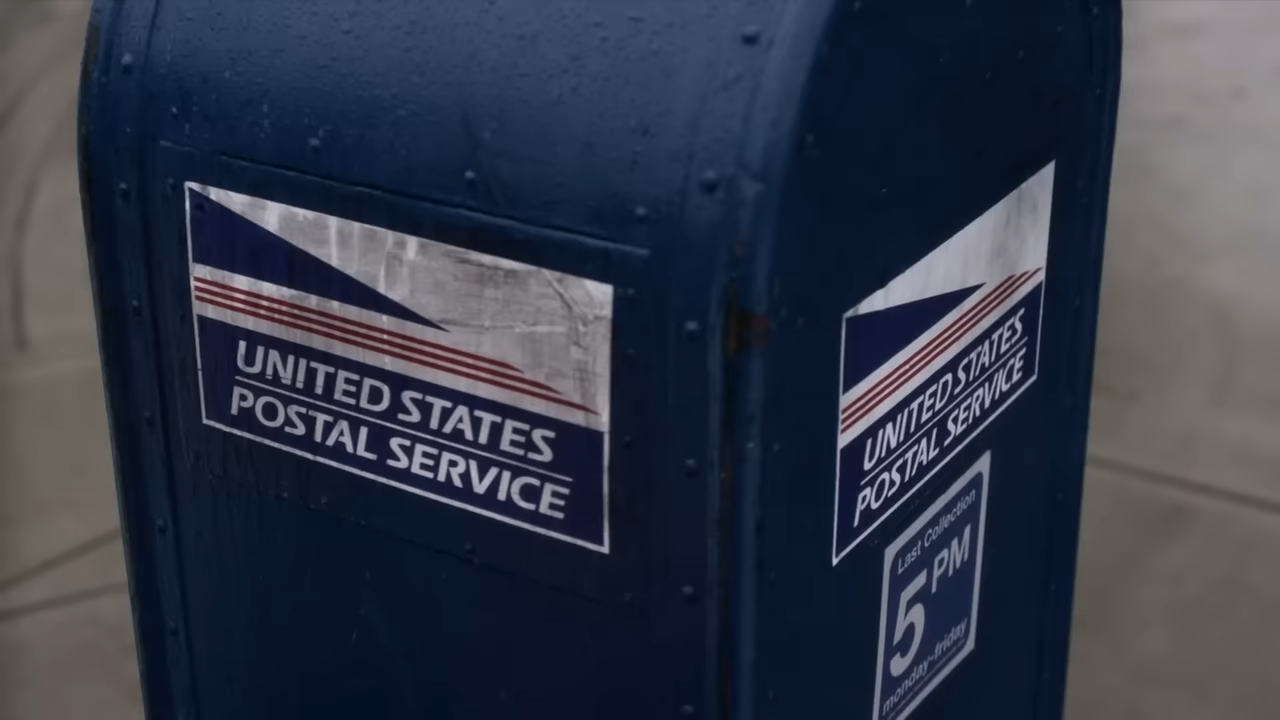 UNITED STATES
POSTAL SERVICE
UNITED STATES
POSTAL SERVICE
Last Collection
5 PM
monday-friday